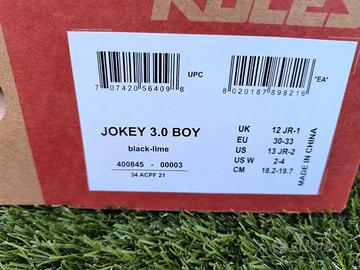 7 07420 56409 8
UPC
8 020187 898216
"EA"
JOKEY 3.0 BOY
black-lime
400845 - 00003
34 ACPF 21
UK 12 JR-1
EU 30-33
US 13 JR-2
US W 2-4
CM 18.2-19.7
MADE IN CHINA